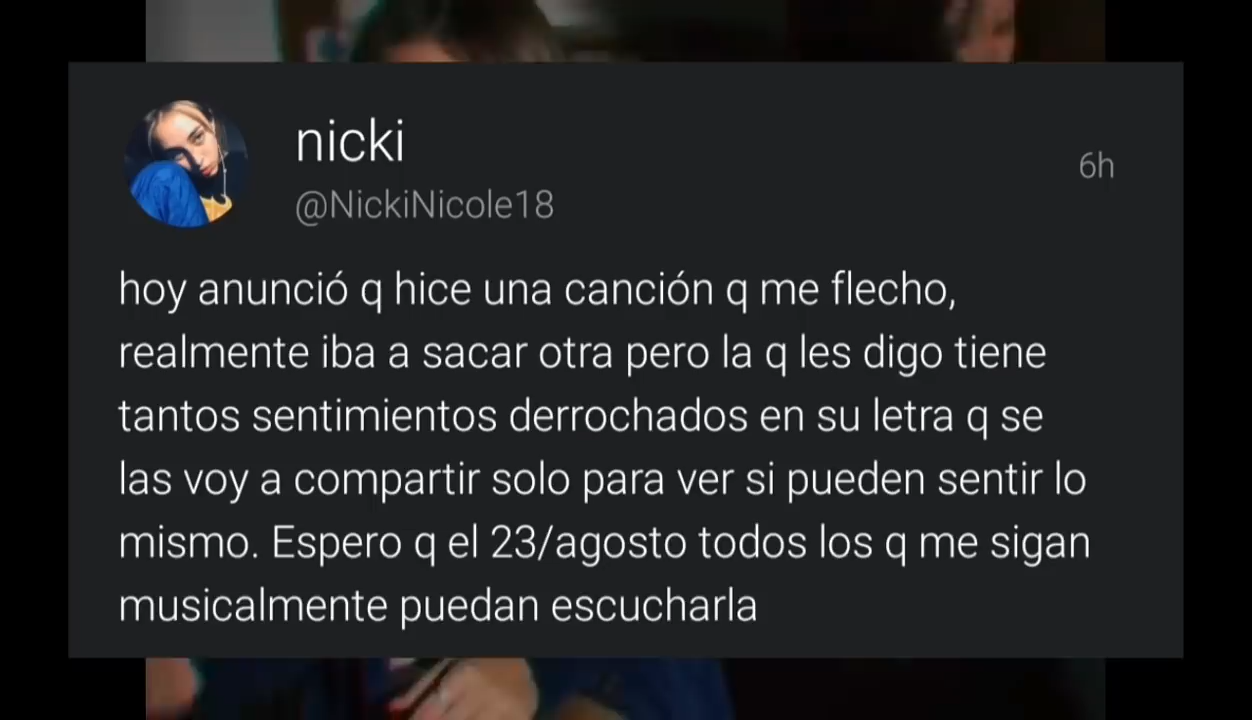 nicki
@NickiNicole18
6h
hoy anunció q hice una canción q me flecho,
realmente iba a sacar otra pero la q les digo tiene
tantos sentimientos derrochados en su letra q se
las voy a compartir solo para ver si pueden sentir lo
mismo. Espero q el 23/agosto todos los q me sigan
musicalmente puedan escucharla